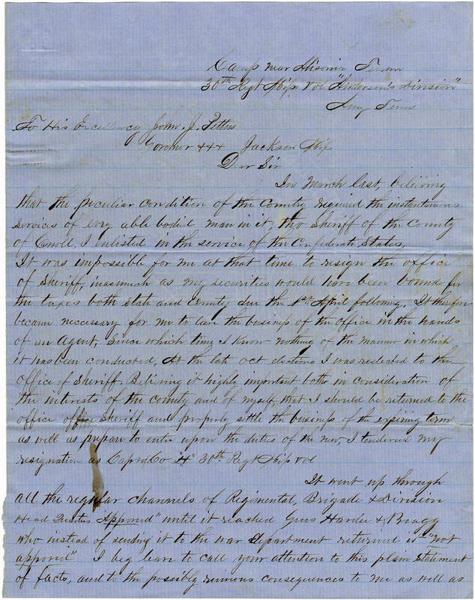 Camp near Tenn
30th Regt Miss Vol "Anderson's Division"
Army Tenn
To His Excellency John J. Pettus
Govenor &&& Jackson Miss
Dear Sir
In March last, beliving
that the peculiar condition of the Country required the instantanious
services of evry able bodied man in it, tho Sheriff of the County
of Carroll I enlisted in the service of the Confederate States,
It was impossible for me at that time to resign the office
of Sheriff, inasmuch as my securities would have been bound for
the taxes both state and county due the 1st April following, It therefore
became necessary for me to leave the business of the office in the hands
of an Agent, since which time I know nothing of the manner in which
it has been conducted, At the late Oct elections I was reelected to the
office of Sheriff. Beliving it highly important both in consideration of
the interests of the county and of myself, that I should be returned to the
office of Sheriff and properly settle the business of the expiring term
as well as prepare to enter upon the duties of the new, I tendered my
resignation as Capt of Co 30th Regt Miss Vol
It went up through
all the regular channels of Regimental, Brigade & Division
Head Quarters "Approved" until it reached Genls Hardee & Bragg
who instead of sending it to the war department returned it "not
approved" I beg leave to call your attention to this plain statement
of facts, and to the possibly ruinous consequences to me as well as